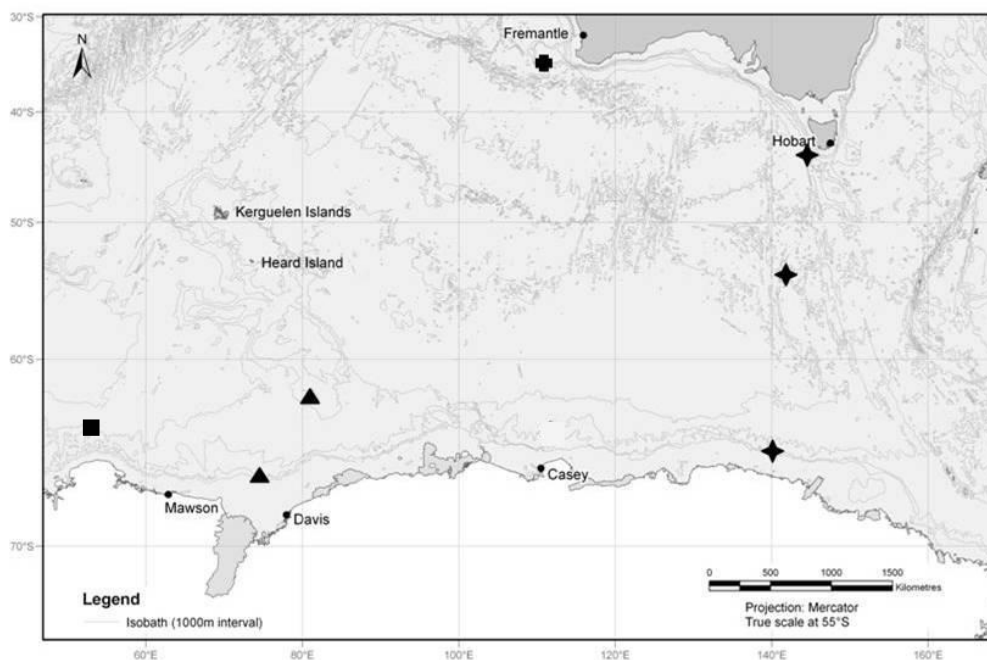 30°S
Fremantle
N
40°S
Hobart
Kerguelen Islands
50°S
Heard Island
60°S
Casey
Mawson
Davis
70°S
0 500 1000 1500
Kilometres
Legend
Isobath (1000m interval)
Projection: Mercator
True scale at 55°S
60°E 80°E 100°E 120°E 140°E 160°E